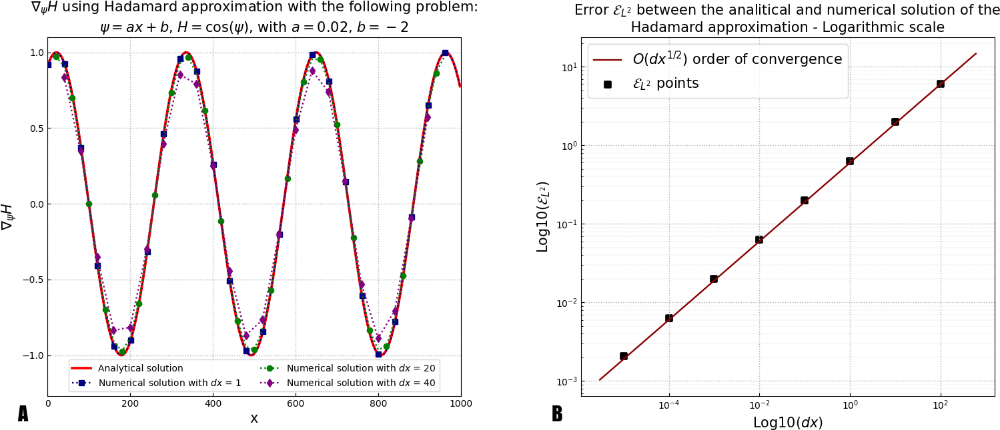 ∇ψH using Hadamard approximation with the following problem:
ψ = ax + b, H = cos(ψ), with a = 0.02, b = −2
1.0
0.5
0.0
−0.5
−1.0
∇ψH
Analytical solution
Numerical solution with dx = 1
Numerical solution with dx = 20
Numerical solution with dx = 40
0 200 400 600 800 1000
x
A
Error ℰL² between the analitical and numerical solution of the
Hadamard approximation - Logarithmic scale
O(dx^1/2) order of convergence
ℰL² points
10¹
10⁰
10⁻¹
10⁻²
10⁻³
Log10(ℰL²)
10⁻⁴ 10⁻² 10⁰ 10²
Log10(dx)
B